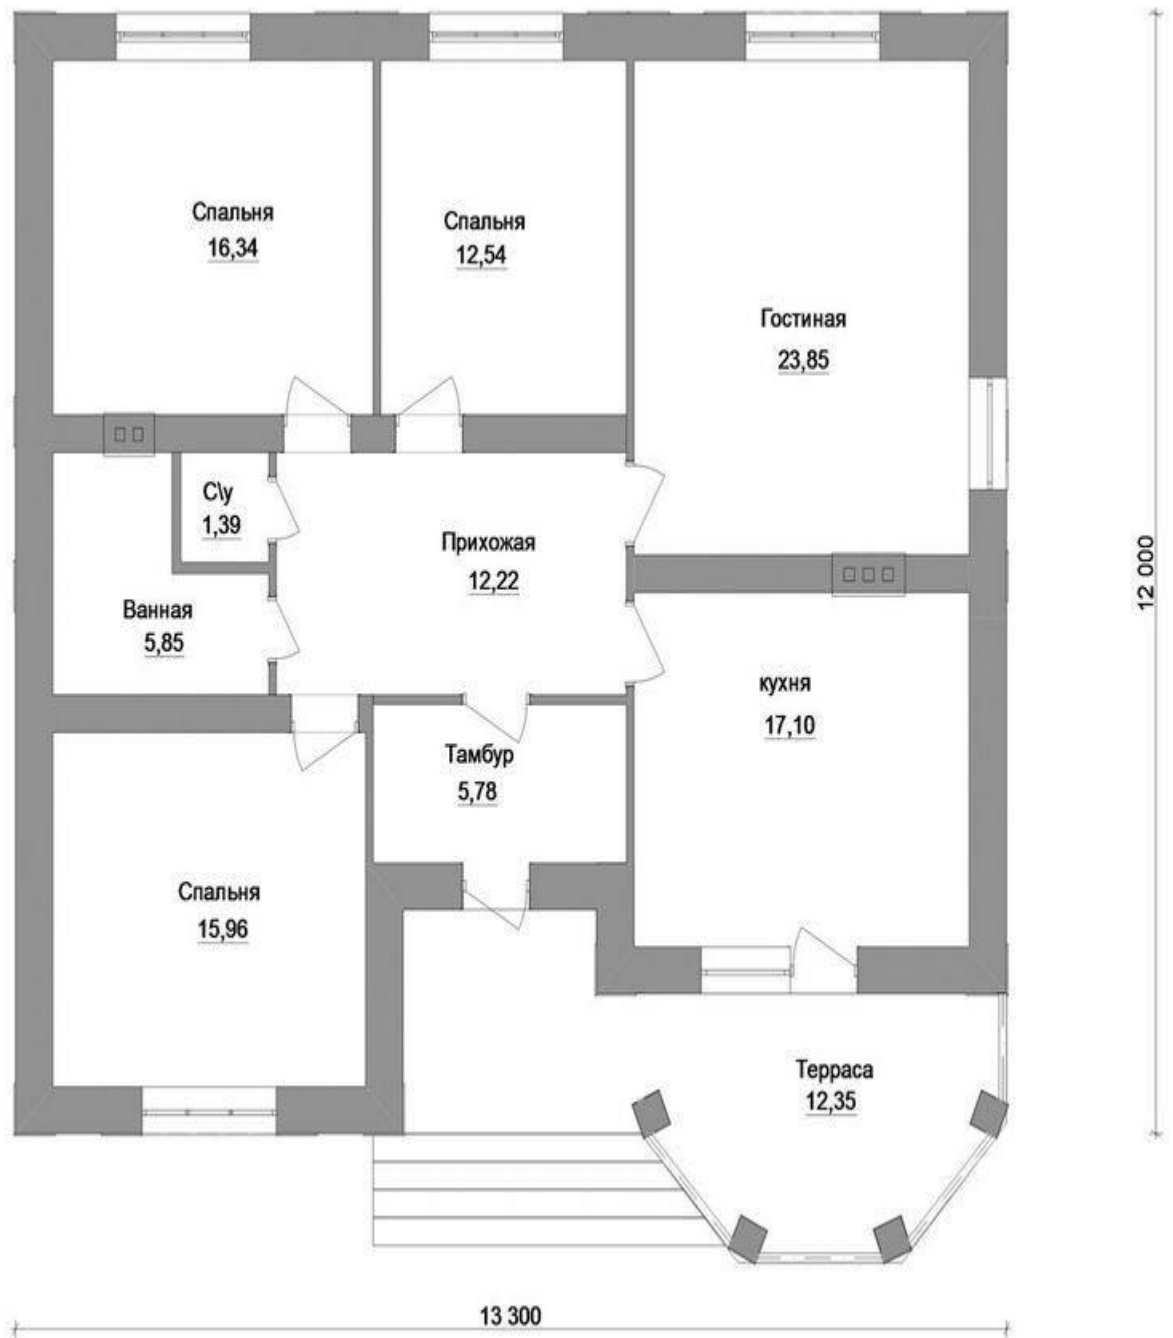 Спальня
16,34
Спальня
12,54
Гостиная
23,85
С\у
1,39
Прихожая
12,22
Ванная
5,85
кухня
17,10
Тамбур
5,78
Спальня
15,96
Терраса
12,35
12 000
13 300